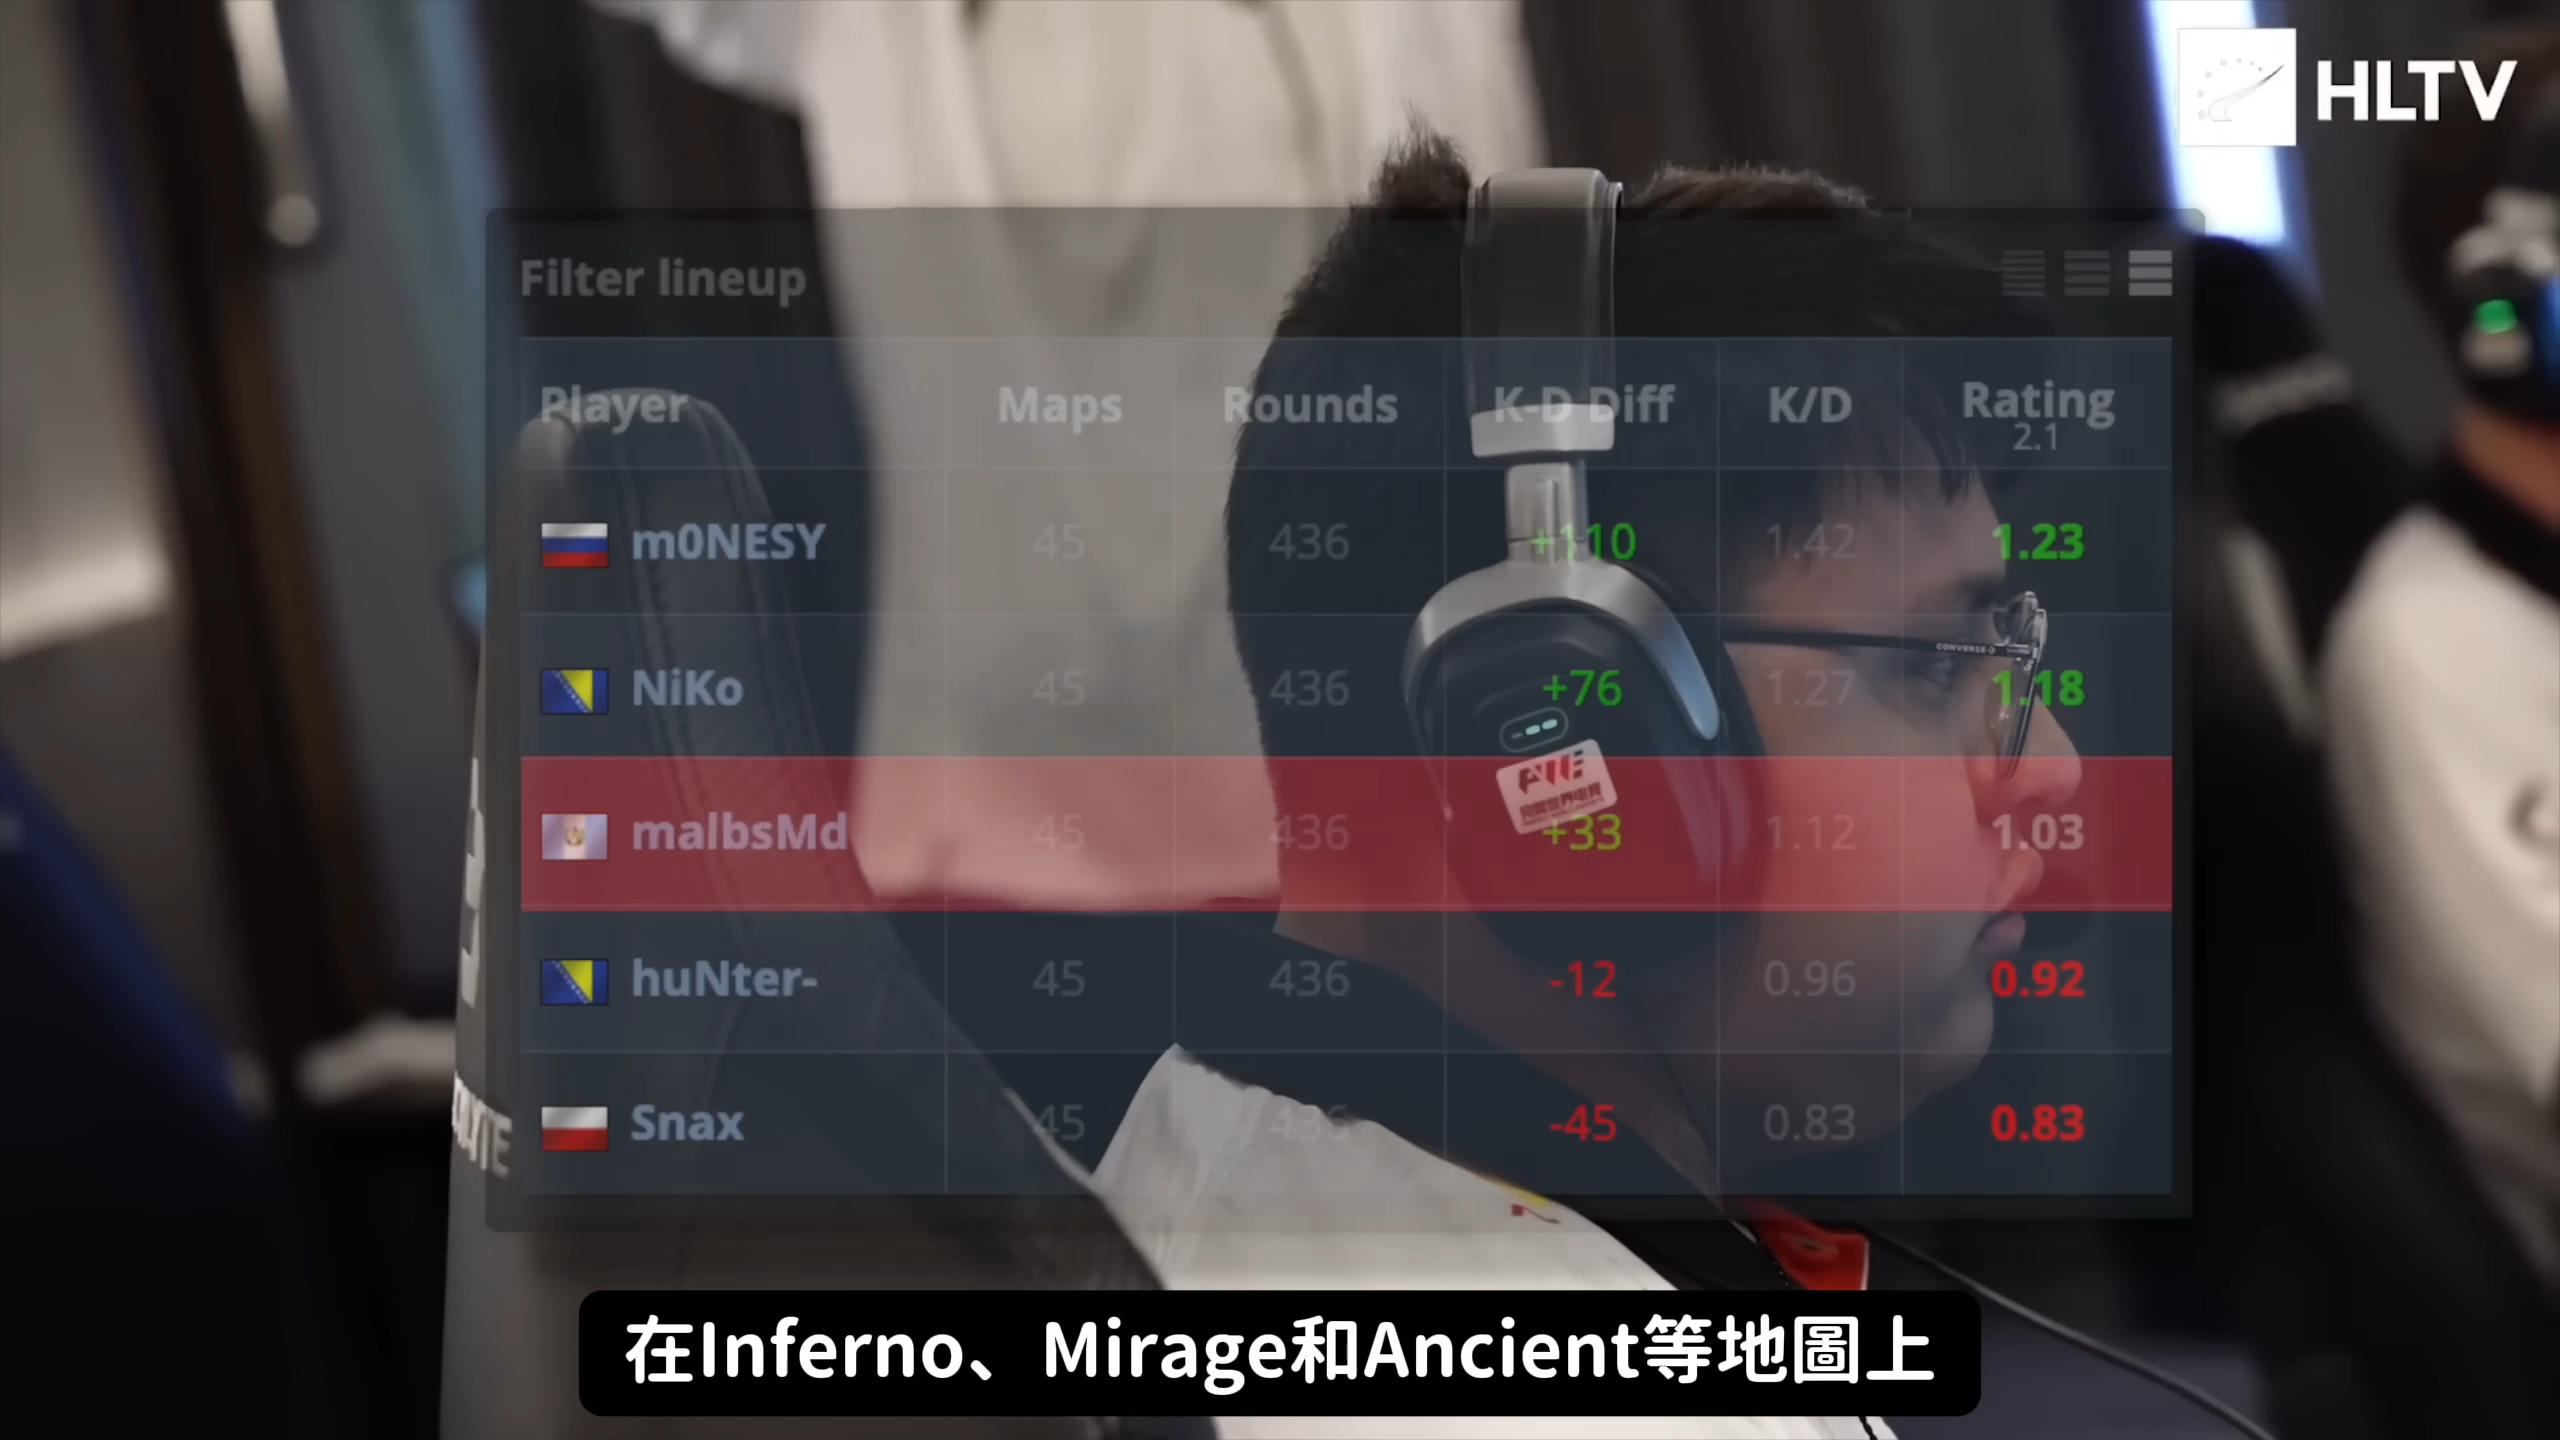 HLTV
Filter lineup
Player Maps Rounds K-D Diff K/D Rating 2.1
m0NESY 45 436 +110 1.42 1.23
NiKo 45 436 +76 1.27 1.18
malbsMd 45 436 +33 1.12 1.03
huNter- 45 436 -12 0.96 0.92
Snax 45 436 -45 0.83 0.83
CONVERSE
在Inferno、Mirage和Ancient等地圖上